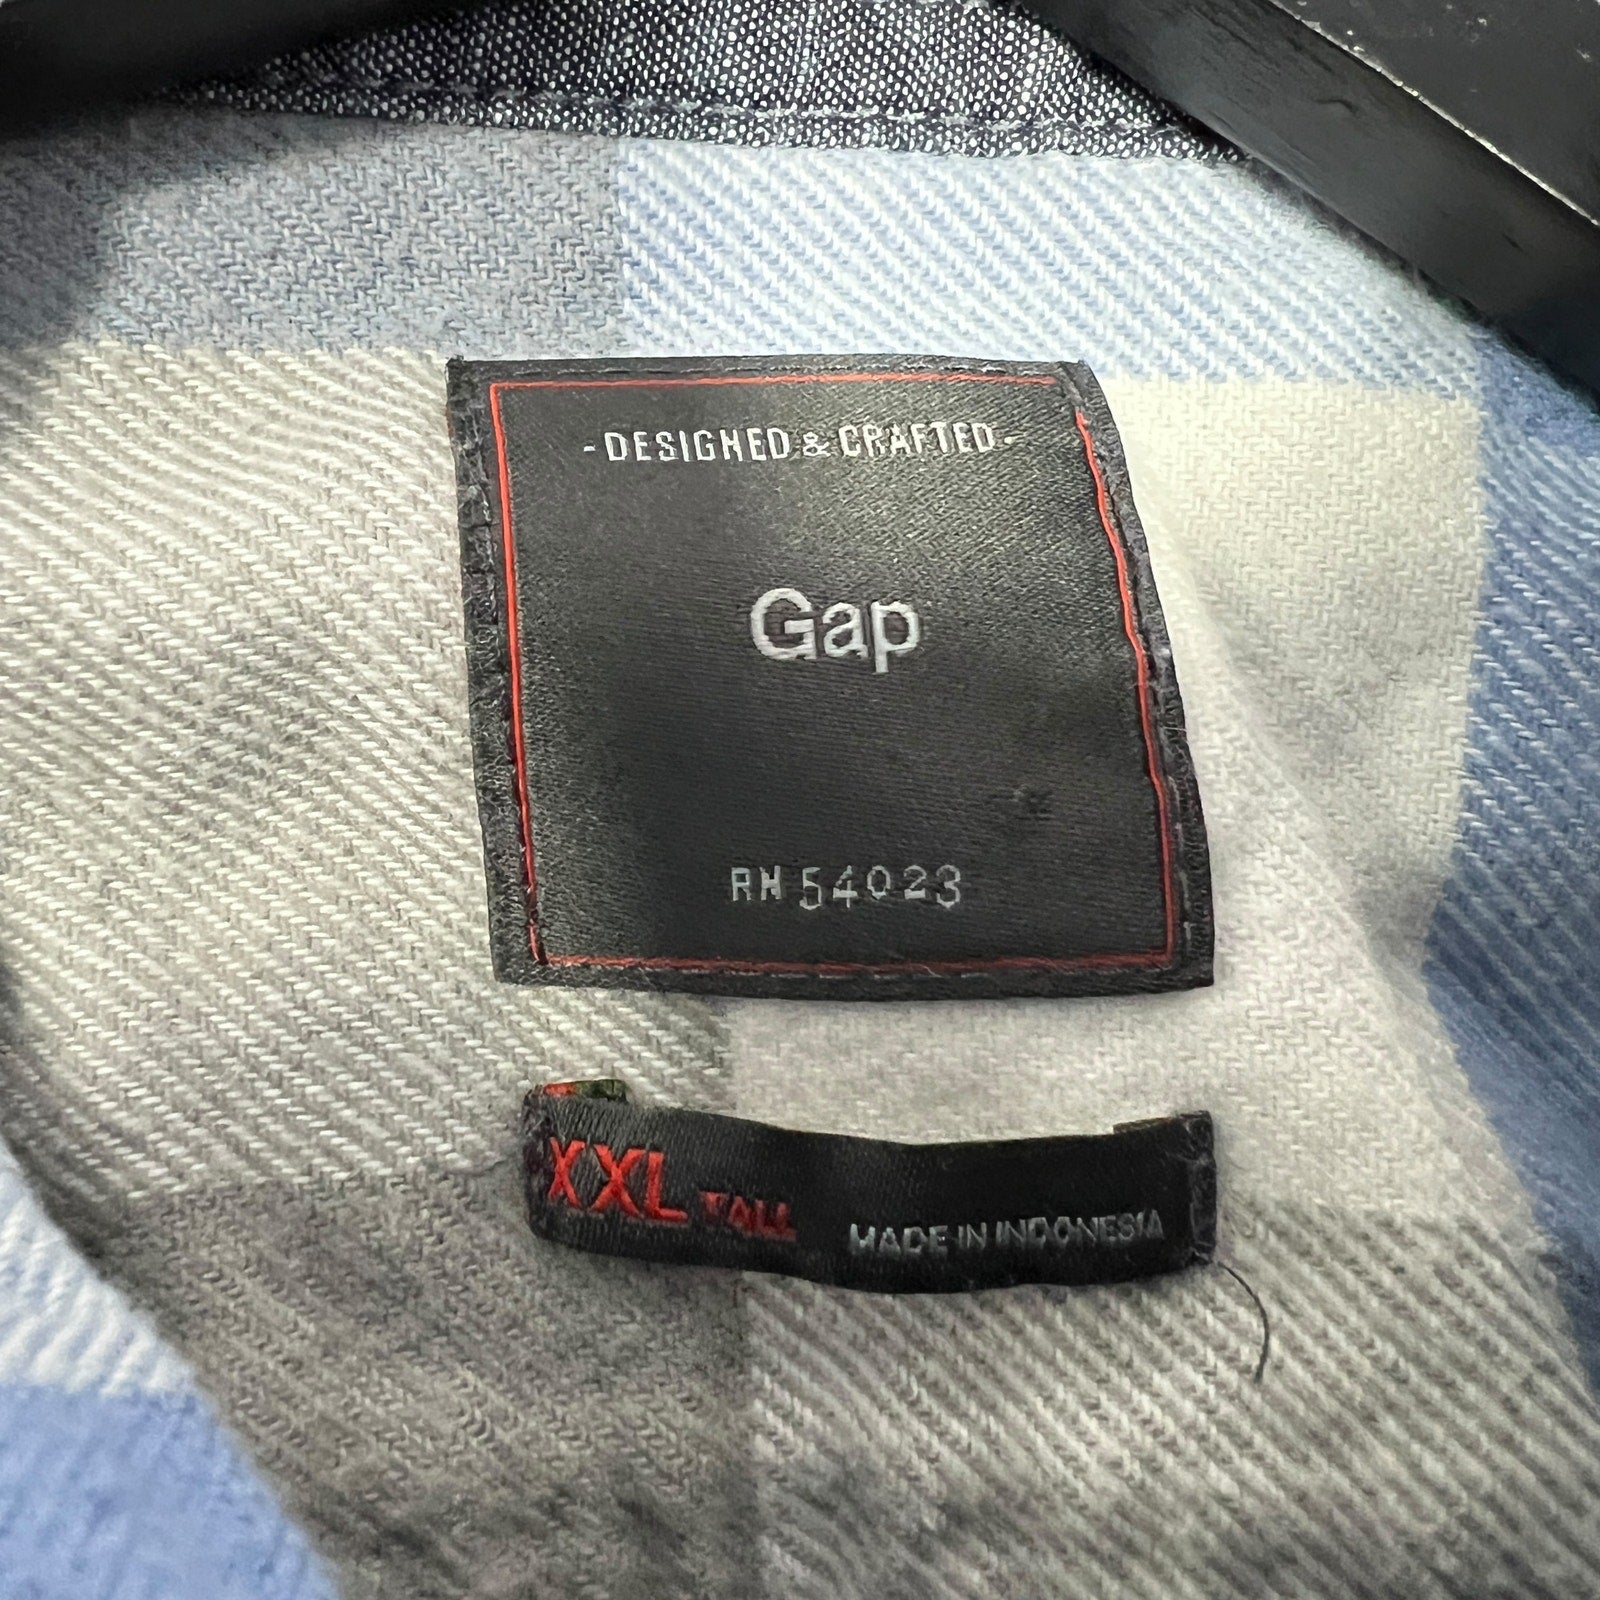 -DESIGNED & CRAFTED-
Gap
RN 54023
XXL TALL
MADE IN INDONESIA